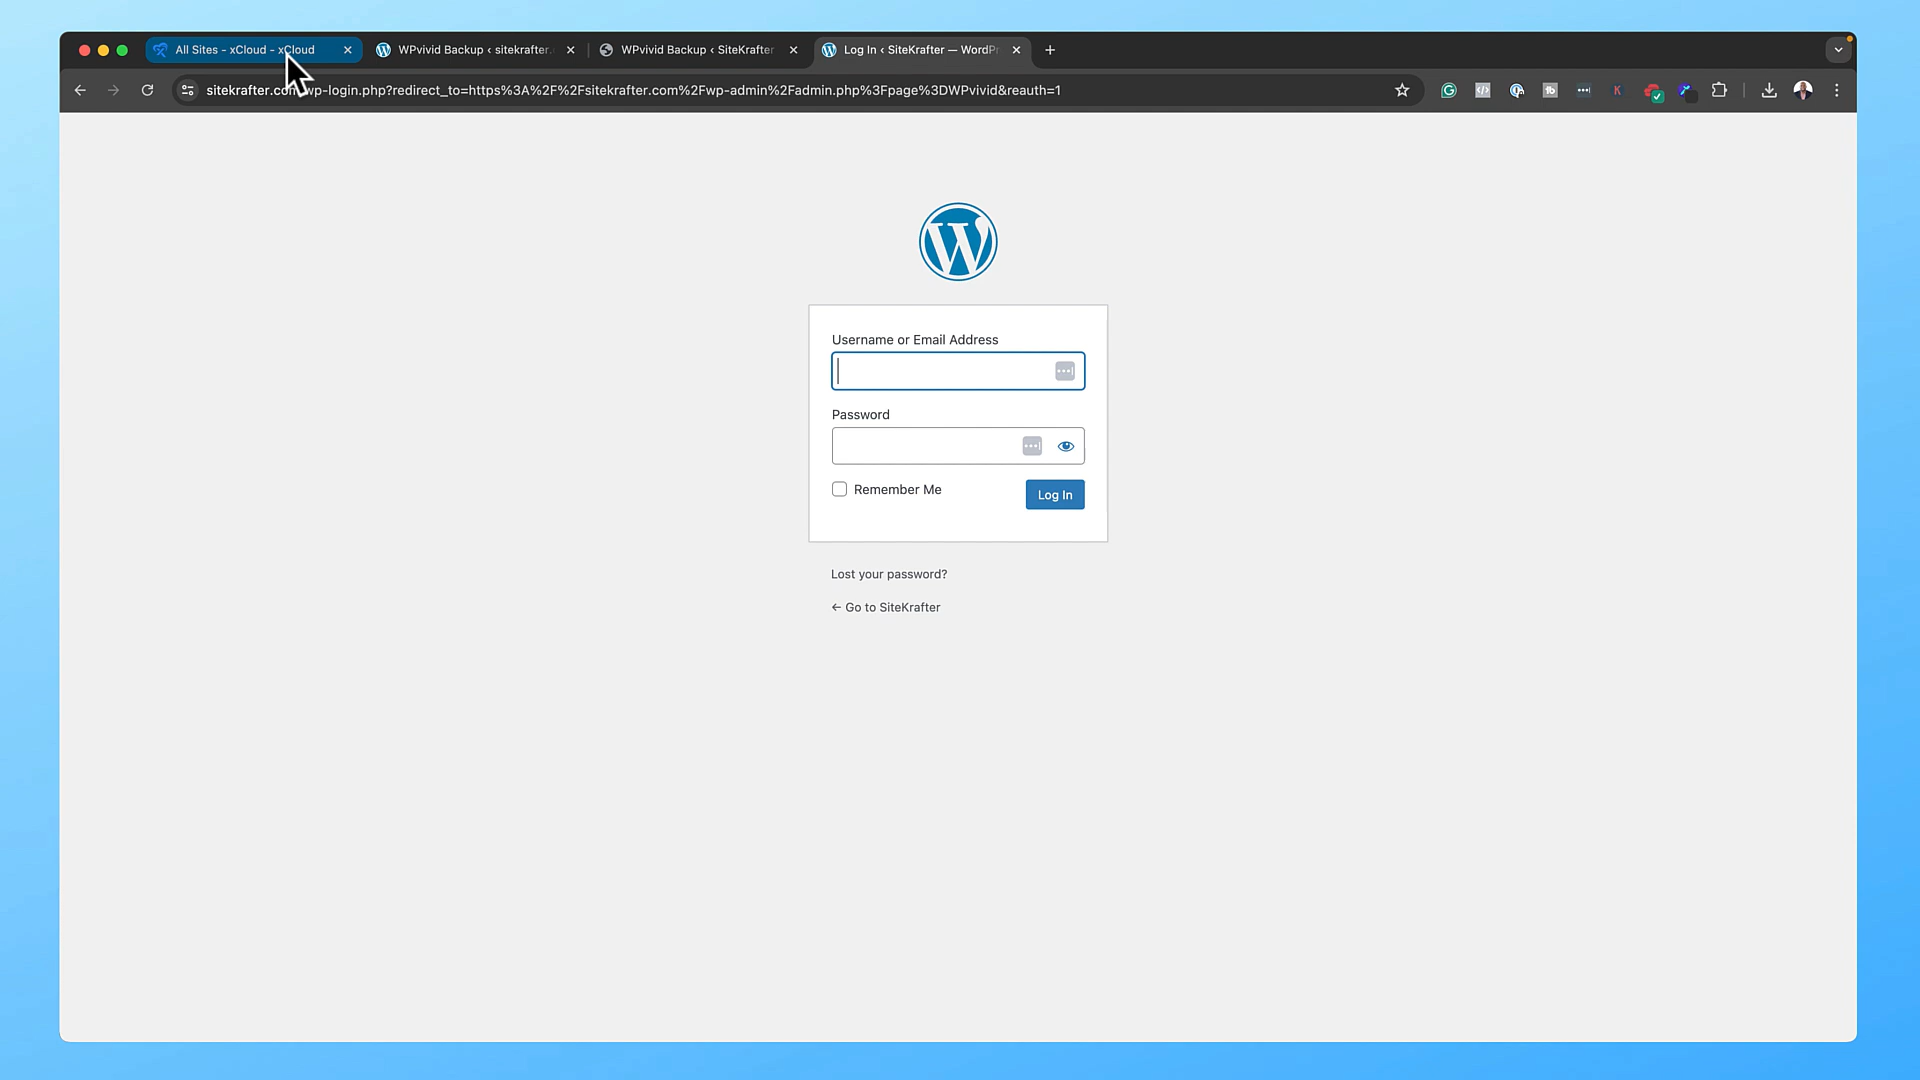 All Sites - xCloud - xCloud
WPvivid Backup ‹ sitekrafter.
WPvivid Backup ‹ SiteKrafter
Log In ‹ SiteKrafter — WordPr
wp-login.php?redirect_to=https%3A%2F%2Fsitekrafter.com%2Fwp-admin%2Fadmin.php%3Fpage%3DWPvivid&reauth=1
Username or Email Address
Password
Remember Me
Log In
Lost your password?
← Go to SiteKrafter